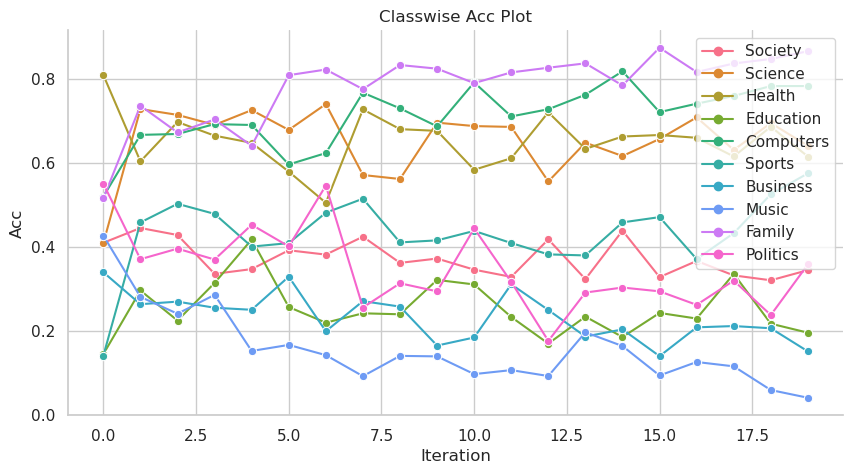 Classwise Acc Plot
Society
Science
Health
Education
Computers
Sports
Business
Music
Family
Politics
Acc
0.8
0.6
0.4
0.2
0.0
0.0 2.5 5.0 7.5 10.0 12.5 15.0 17.5
Iteration